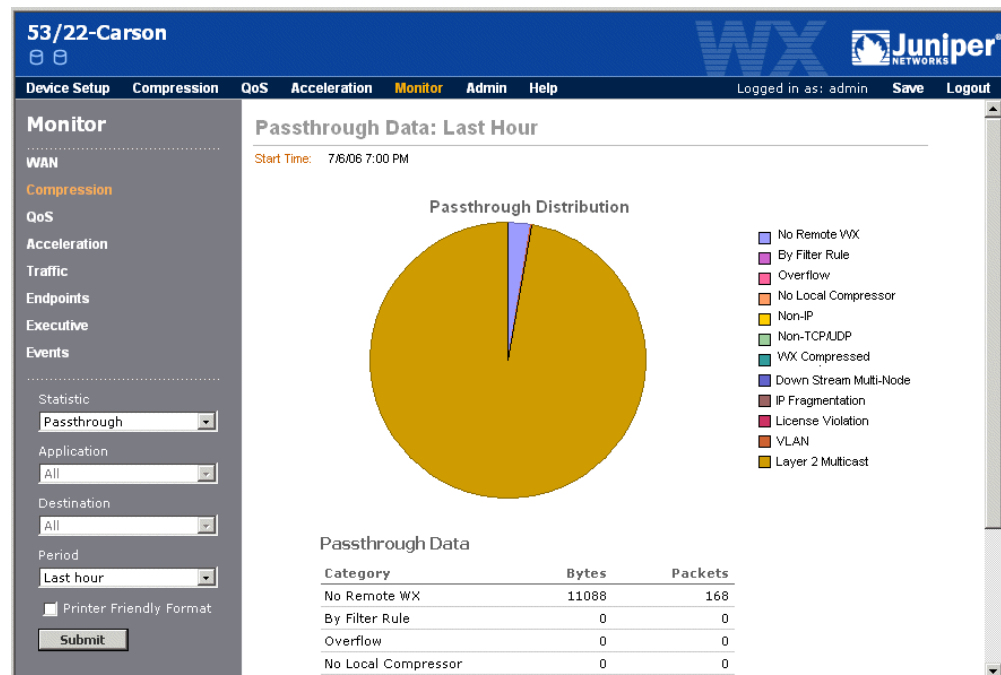 53/22-Carson
WX
Juniper®
NETWORKS
Device Setup Compression QoS Acceleration Monitor Admin Help Logged in as: admin Save Logout
Monitor
WAN
Compression
QoS
Acceleration
Traffic
Endpoints
Executive
Events
Statistic
Passthrough
Application
All
Destination
All
Period
Last hour
Printer Friendly Format
Submit
Passthrough Data: Last Hour
Start Time: 7/6/06 7:00 PM
Passthrough Distribution
No Remote WX
By Filter Rule
Overflow
No Local Compressor
Non-IP
Non-TCP/UDP
WX Compressed
Down Stream Multi-Node
IP Fragmentation
License Violation
VLAN
Layer 2 Multicast
Passthrough Data
Category Bytes Packets
No Remote WX 11088 168
By Filter Rule 0 0
Overflow 0 0
No Local Compressor 0 0